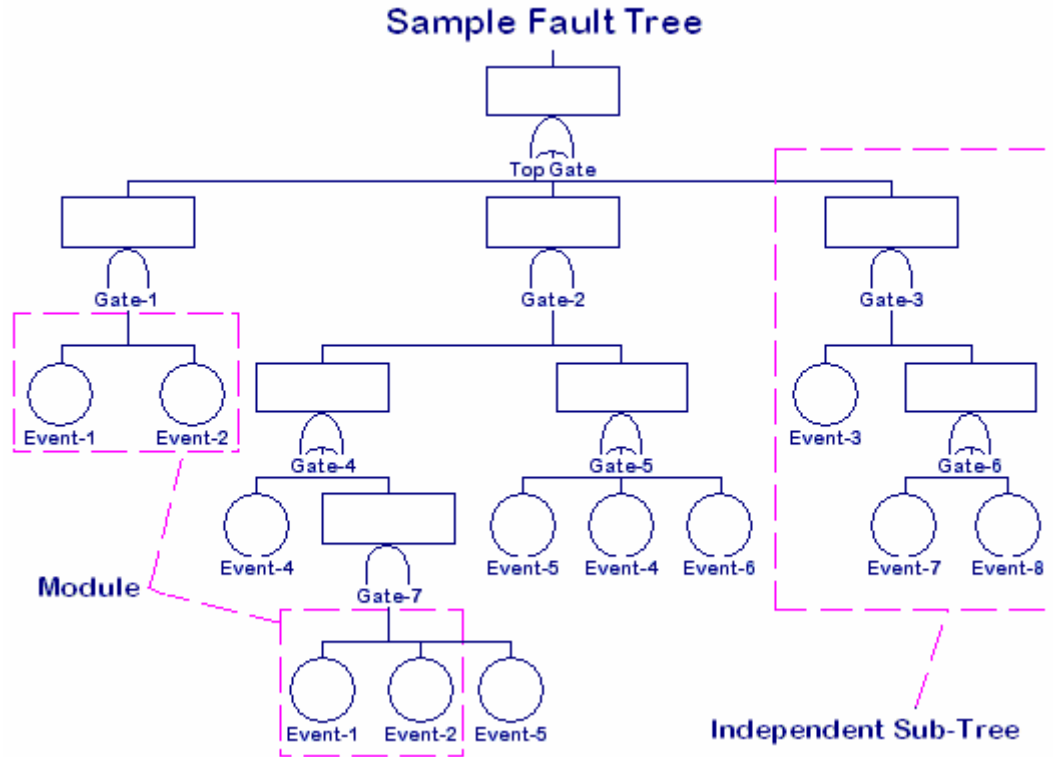 Sample Fault Tree
Top Gate
Gate-1
Gate-2
Gate-3
Event-1
Event-2
Event-3
Gate-4
Gate-5
Gate-6
Event-4
Event-5
Event-4
Event-6
Event-7
Event-8
Module
Gate-7
Event-1
Event-2
Event-5
Independent Sub-Tree